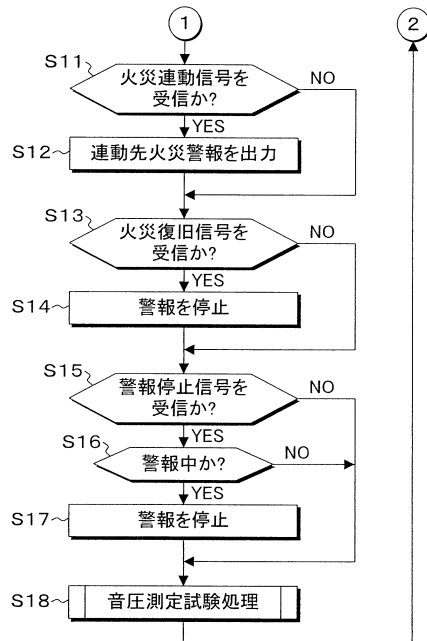 1
2
S11
火災連動信号を
受信か?
NO
YES
S12
連動先火災警報を出力
S13
火災復旧信号を
受信か?
NO
YES
S14
警報を停止
S15
警報停止信号を
受信か?
NO
YES
S16
警報中か?
NO
YES
S17
警報を停止
S18
音圧測定試験処理